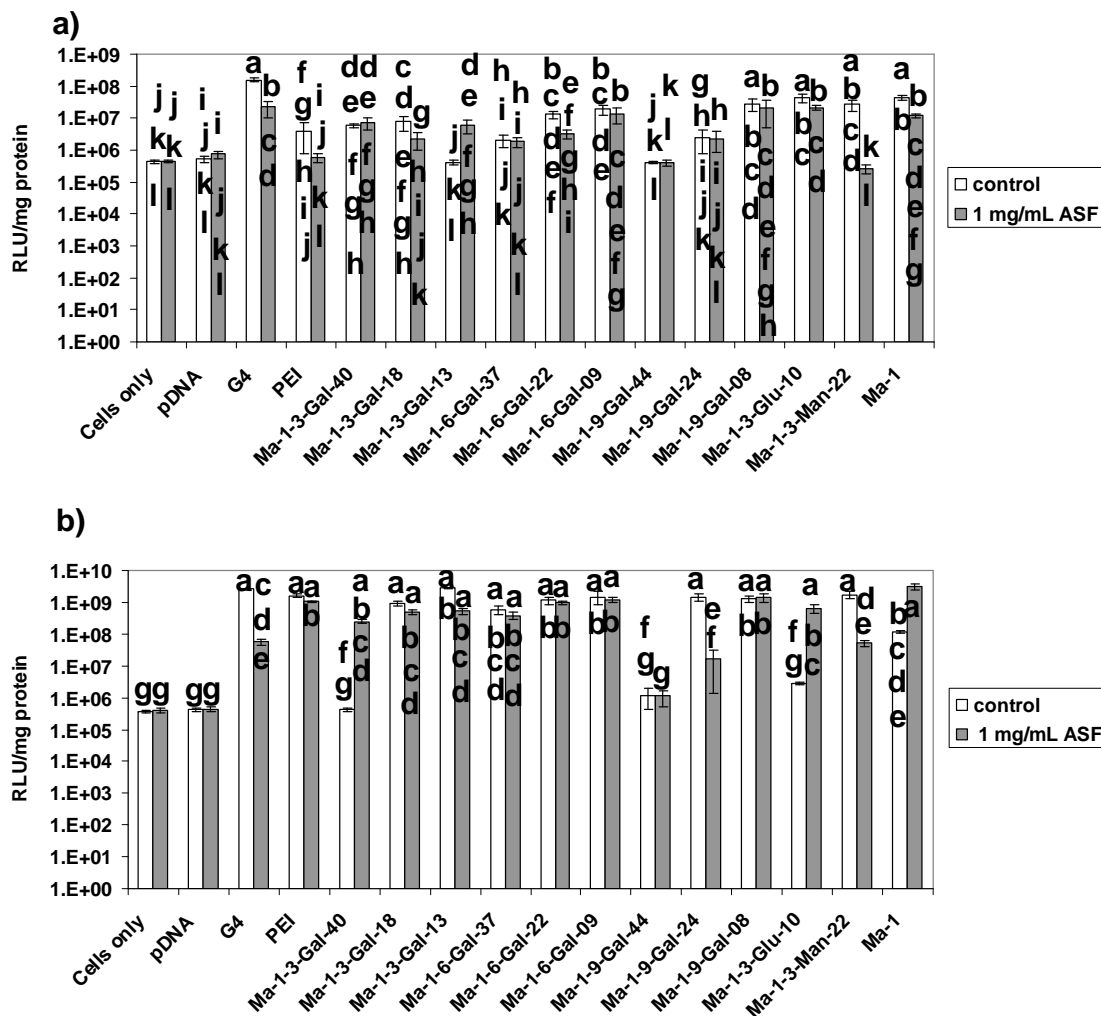 a)
1.E+09
1.E+08
1.E+07
1.E+06
1.E+05
1.E+04
1.E+03
1.E+02
1.E+01
1.E+00
RLU/mg protein
j k l
j k l
i j k l
i j k l
a
b c d
f g h i j
i j k l
d e f g h
d e f g h
c d e f g h
g h i j k
j k l
d e f g h
h i j k
h i j k l
b c d e f
e f g h i
b c d e
b c d e f g
j k l
k l
g h i j k
h i j k l
a b c d
b c d e f g h
a b c
b c d
a b c d
k l
a b
b c d e f g
Cells only
pDNA
G4
PEI
Ma-1-3-Gal-40
Ma-1-3-Gal-18
Ma-1-3-Gal-13
Ma-1-6-Gal-37
Ma-1-6-Gal-22
Ma-1-6-Gal-09
Ma-1-9-Gal-44
Ma-1-9-Gal-24
Ma-1-9-Gal-08
Ma-1-3-Glu-10
Ma-1-3-Man-22
Ma-1
control
1 mg/mL ASF
b)
1.E+10
1.E+09
1.E+08
1.E+07
1.E+06
1.E+05
1.E+04
1.E+03
1.E+02
1.E+01
1.E+00
RLU/mg protein
g
g
g
g
a
c d e
a
a b
f g
a b c d
a
a b c d
a b
a b c d
a b c d
a b c d
a b
a b
a b
a b
f g
g
a
e f
a b
a b
f g
a b c
a
d e
b c d e
a
Cells only
pDNA
G4
PEI
Ma-1-3-Gal-40
Ma-1-3-Gal-18
Ma-1-3-Gal-13
Ma-1-6-Gal-37
Ma-1-6-Gal-22
Ma-1-6-Gal-09
Ma-1-9-Gal-44
Ma-1-9-Gal-24
Ma-1-9-Gal-08
Ma-1-3-Glu-10
Ma-1-3-Man-22
Ma-1
control
1 mg/mL ASF